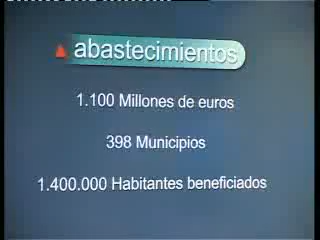 abastecimientos
1.100 Millones de euros
398 Municipios
1.400.000 Habitantes beneficiados